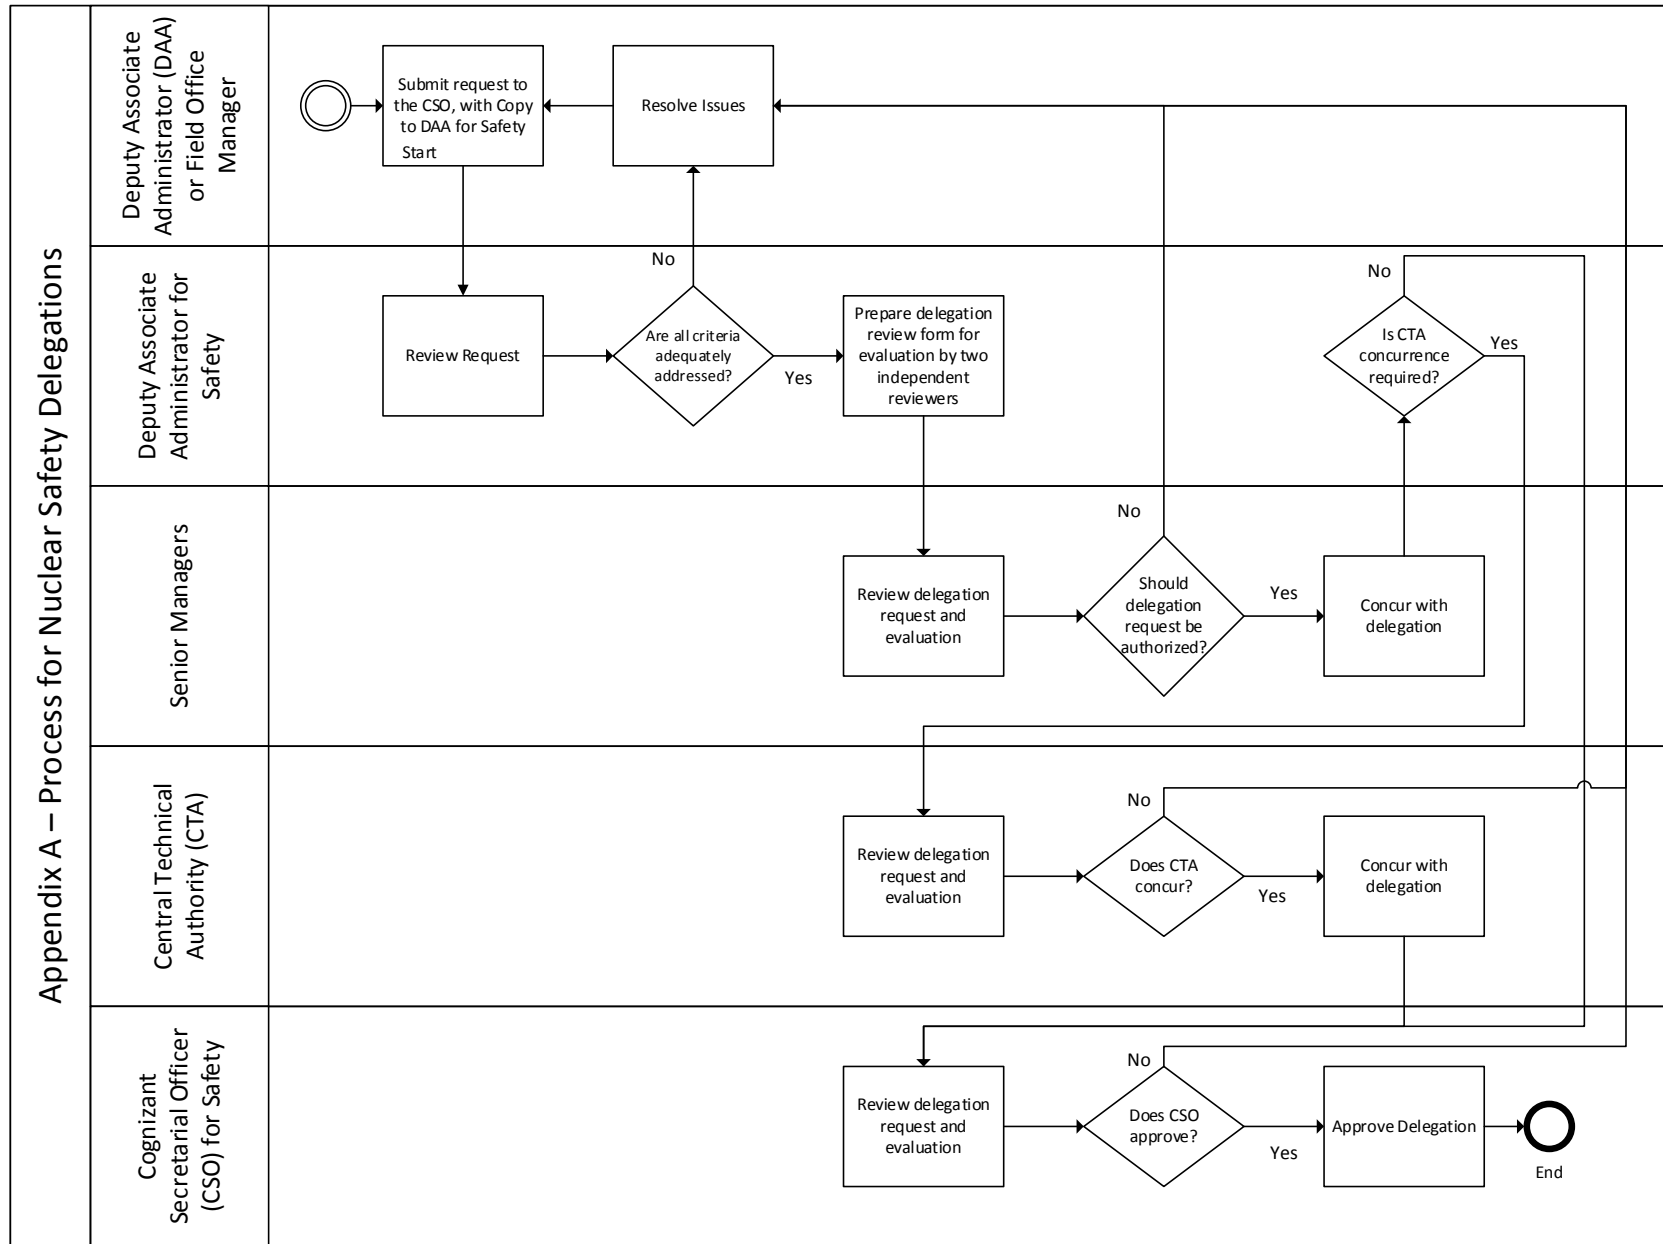 Appendix A – Process for Nuclear Safety Delegations
Deputy Associate
Administrator (DAA)
or Field Office
Manager
Submit request to
the CSO, with Copy
to DAA for Safety
Start
Resolve Issues
Deputy Associate
Administrator for
Safety
Review Request
No
Are all criteria
adequately
addressed?
Yes
Prepare delegation
review form for
evaluation by two
independent
reviewers
No
Is CTA
concurrence
required?
Yes
Senior Managers
Review delegation
request and
evaluation
No
Should
delegation
request be
authorized?
Yes
Concur with
delegation
Central Technical
Authority (CTA)
Review delegation
request and
evaluation
No
Does CTA
concur?
Yes
Concur with
delegation
Cognizant
Secretarial Officer
(CSO) for Safety
Review delegation
request and
evaluation
No
Does CSO
approve?
Yes
Approve Delegation
End